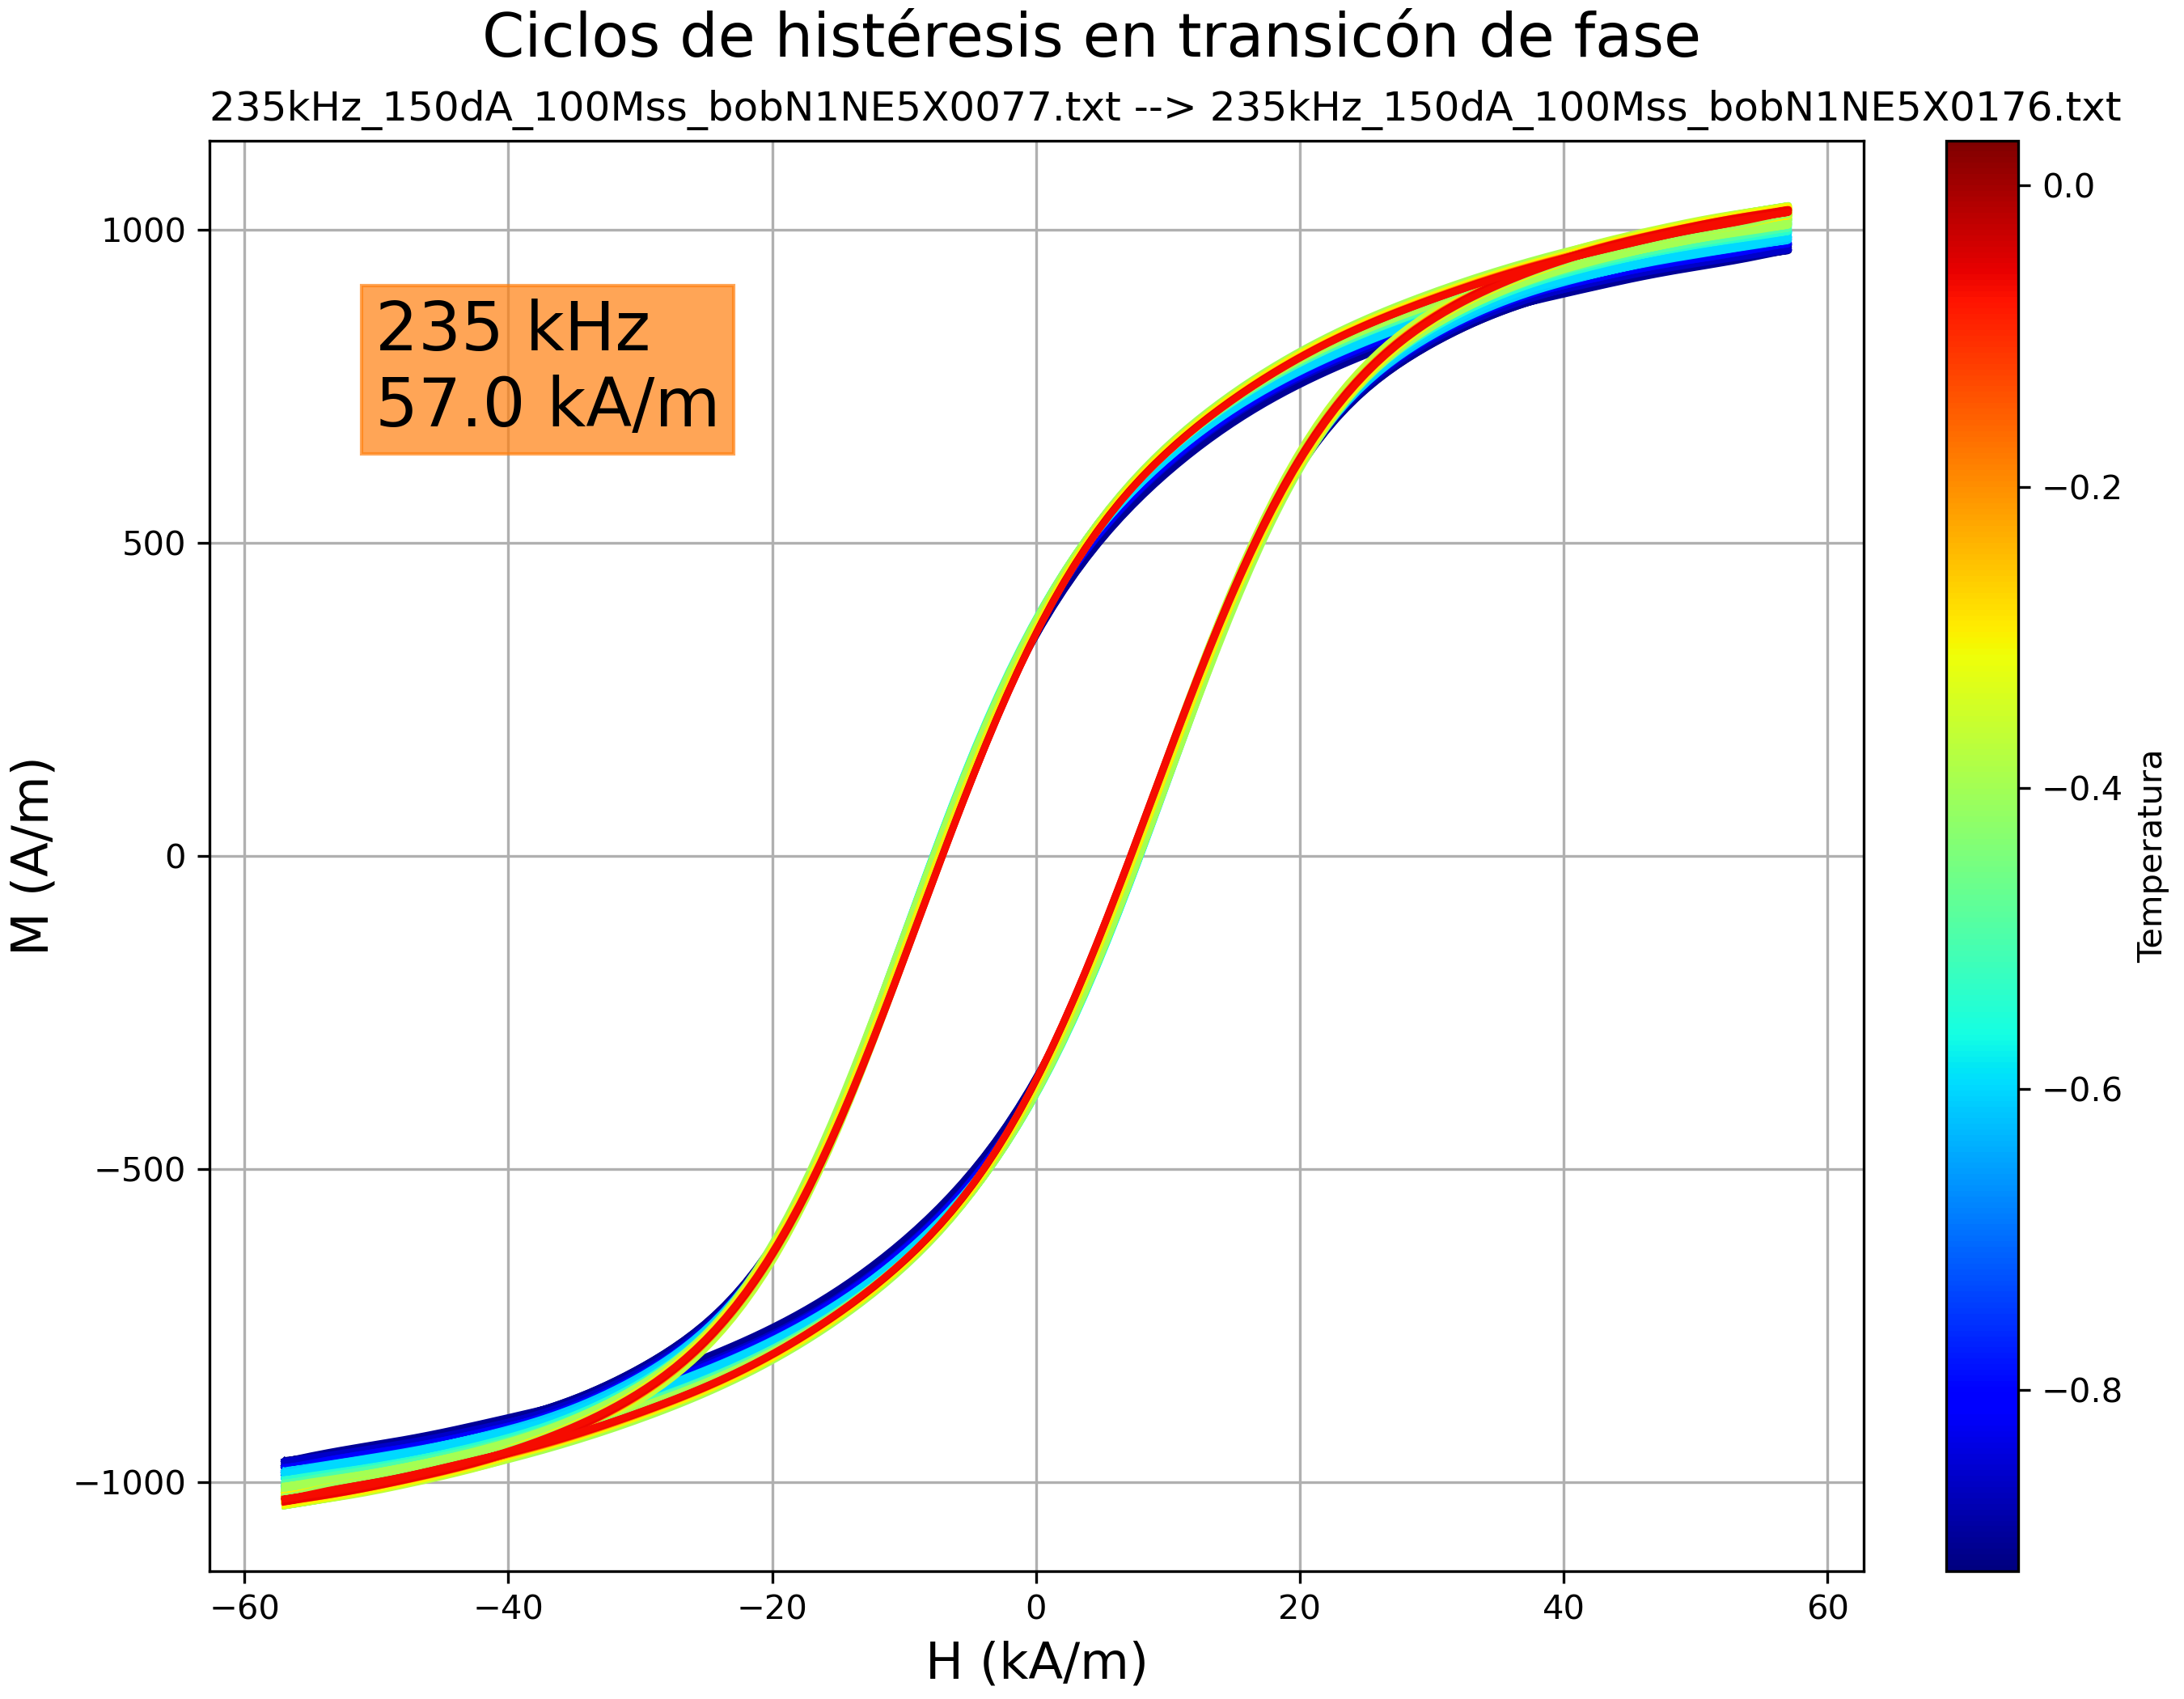 Ciclos de histéresis en transicón de fase
235kHz_150dA_100Mss_bobN1NE5X0077.txt --> 235kHz_150dA_100Mss_bobN1NE5X0176.txt
235 kHz
57.0 kA/m
1000
500
0
−500
−1000
M (A/m)
−60
−40
−20
0
20
40
60
H (kA/m)
0.0
−0.2
−0.4
−0.6
−0.8
Temperatura